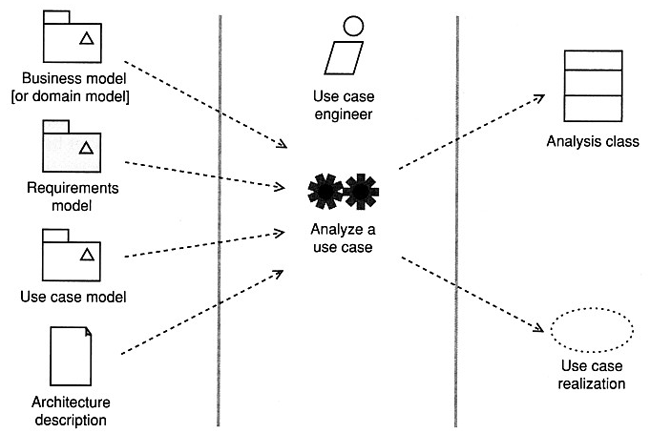 Business model
[or domain model]
Requirements
model
Use case model
Architecture
description
Use case
engineer
Analyze a
use case
Analysis class
Use case
realization